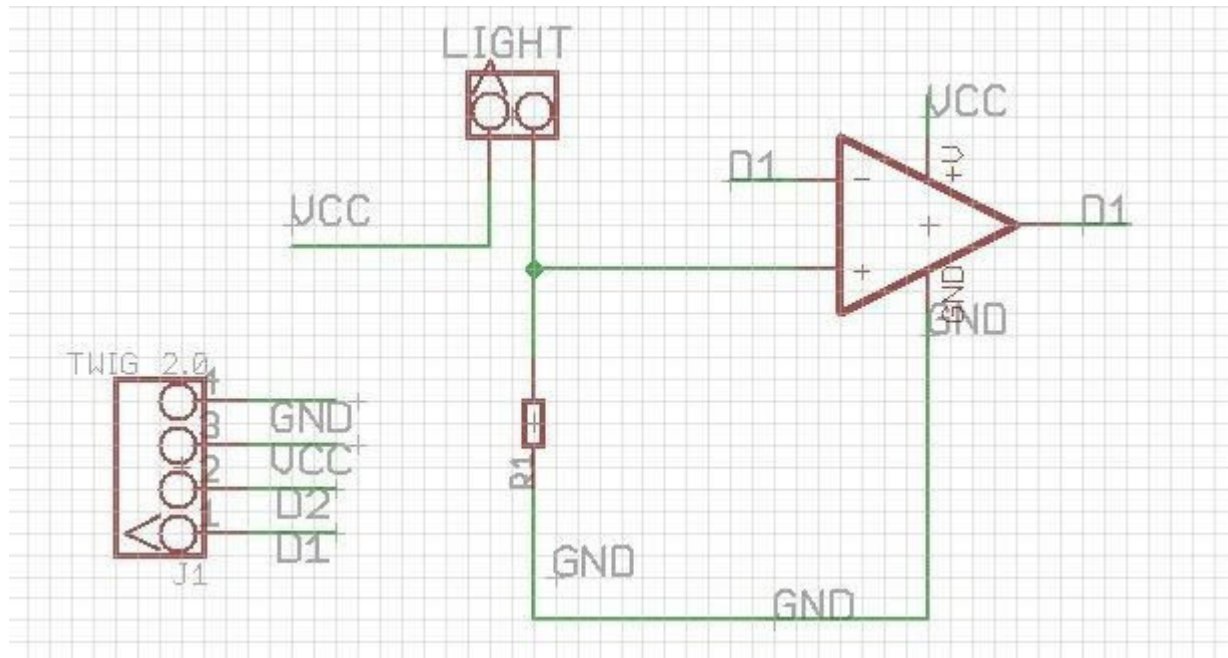 LIGHT
VCC
D1
VCC
+V
-
+
D1
GND
GND
TWIG 2.0
4
GND
3
VCC
2
D2
1
D1
J1
R1
GND
GND